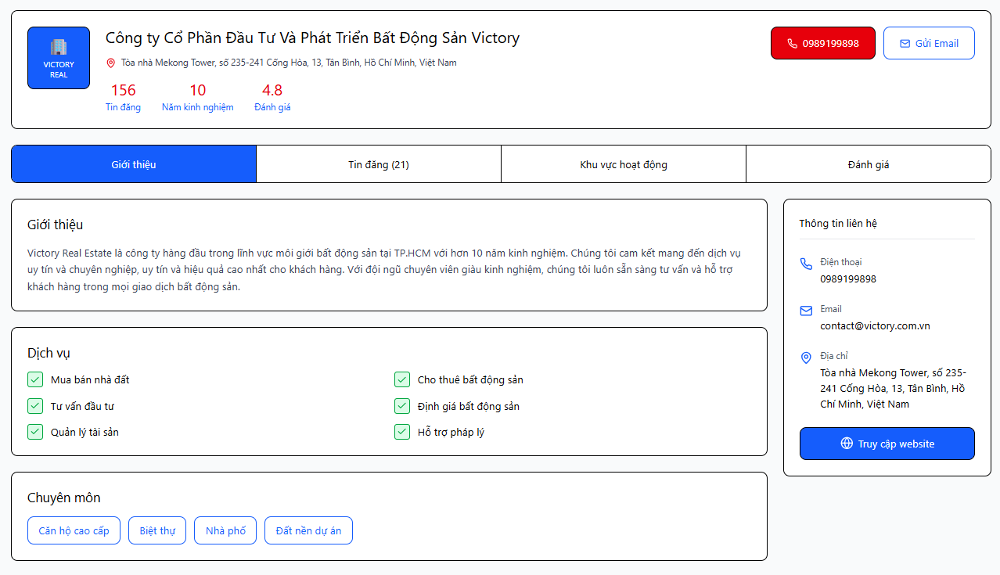 VICTORY
REAL
Công ty Cổ Phần Đầu Tư Và Phát Triển Bất Động Sản Victory
Tòa nhà Mekong Tower, số 235-241 Cống Hòa, 13, Tân Bình, Hồ Chí Minh, Việt Nam
156
Tin đăng
10
Năm kinh nghiệm
4.8
Đánh giá
0989199898
Gửi Email
Giới thiệu
Tin đăng (21)
Khu vực hoạt động
Đánh giá
Giới thiệu
Victory Real Estate là công ty hàng đầu trong lĩnh vực môi giới bất động sản tại TP.HCM với hơn 10 năm kinh nghiệm. Chúng tôi cam kết mang đến dịch vụ
uy tín và chuyên nghiệp, uy tín và hiệu quả cao nhất cho khách hàng. Với đội ngũ chuyên viên giàu kinh nghiệm, chúng tôi luôn sẵn sàng tư vấn và hỗ trợ
khách hàng trong mọi giao dịch bất động sản.
Dịch vụ
Mua bán nhà đất
Cho thuê bất động sản
Tư vấn đầu tư
Định giá bất động sản
Quản lý tài sản
Hỗ trợ pháp lý
Chuyên môn
Căn hộ cao cấp
Biệt thự
Nhà phố
Đất nền dự án
Thông tin liên hệ
Điện thoại
0989199898
Email
contact@victory.com.vn
Địa chỉ
Tòa nhà Mekong Tower, số 235-
241 Cống Hòa, 13, Tân Bình, Hồ
Chí Minh, Việt Nam
Truy cập website